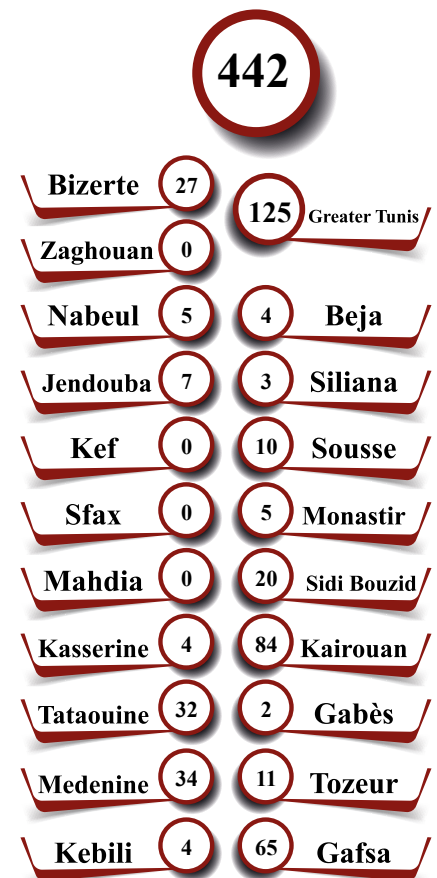 442
Bizerte 27
125 Greater Tunis
Zaghouan 0
Nabeul 5
4 Beja
Jendouba 7
3 Siliana
Kef 0
10 Sousse
Sfax 0
5 Monastir
Mahdia 0
20 Sidi Bouzid
Kasserine 4
84 Kairouan
Tataouine 32
2 Gabès
Medenine 34
11 Tozeur
Kebili 4
65 Gafsa